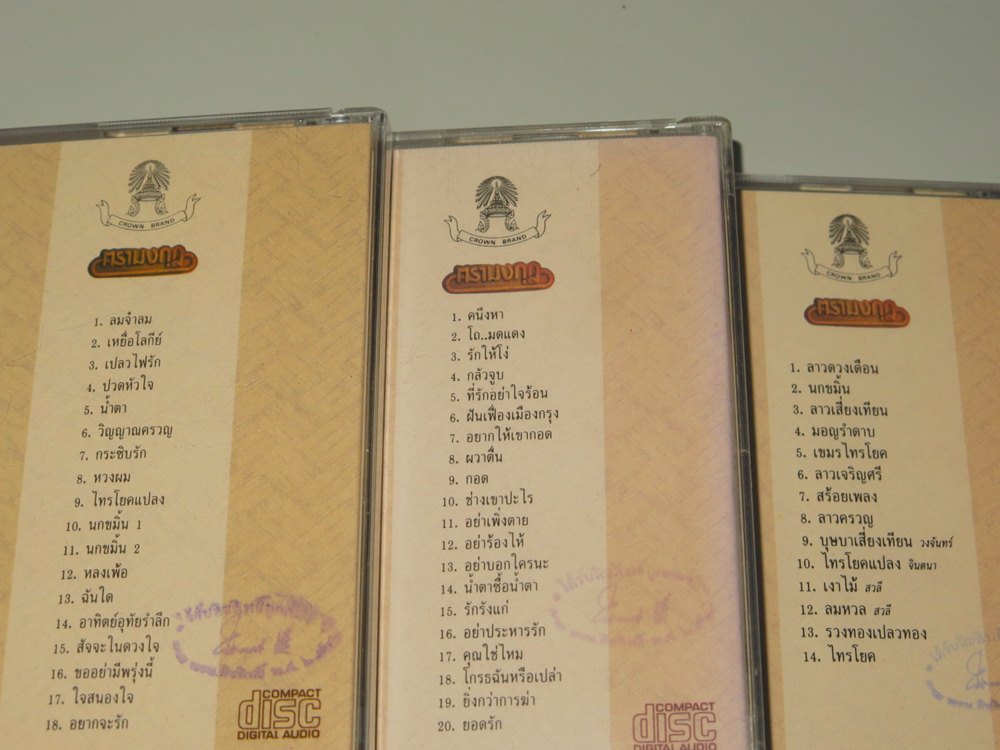 CROWN BRAND
ตรามงกุฎ
1. ลมจ๋าลม
2. เหยื่อโลกีย์
3. เปลวไฟรัก
4. ปวดหัวใจ
5. น้ำตา
6. วิญญาณครวญ
7. กระซิบรัก
8. หวงผม
9. ไทรโยคแปลง
10. นกขมิ้น 1
11. นกขมิ้น 2
12. หลงเพ้อ
13. ฉันใด
14. อาทิตย์อุทัยรำลึก
15. สัจจะในดวงใจ
16. ขออย่ามีพรุ่งนี้
17. ใจสนองใจ
18. อยากจะรัก
COMPACT
disc
DIGITAL AUDIO
CROWN BRAND
ตรามงกุฎ
1. คนึงหา
2. โถ..มดแดง
3. รักให้โง่
4. กลัวจูบ
5. ที่รักอย่าใจร้อน
6. ฝันเฟื่องเมืองกรุง
7. อยากให้เขากอด
8. ผวาตื่น
9. กอด
10. ช่างเขาปะไร
11. อย่าเพิ่งตาย
12. อย่าร้องไห้
13. อย่าบอกใครนะ
14. น้ำตาซื้อน้ำตา
15. รักรังแก่
16. อย่าประหารรัก
17. คุณใช่ไหม
18. โกรธฉันหรือเปล่า
19. ยิ่งกว่าการฆ่า
20. ยอดรัก
COMPACT
disc
DIGITAL AUDIO
CROWN BRAND
ตรามงกุฎ
1. ลาวดวงเดือน
2. นกขมิ้น
3. ลาวเสี่ยงเทียน
4. มอญรำดาบ
5. เขมรไทรโยค
6. ลาวเจริญศรี
7. สร้อยเพลง
8. ลาวครวญ
9. บุษบาเสี่ยงเทียน วงจันทร์
10. ไทรโยคแปลง จินตนา
11. เงาไม้ สวลี
12. ลมหวล สวลี
13. รวงทองเปลวทอง
14. ไทรโยค